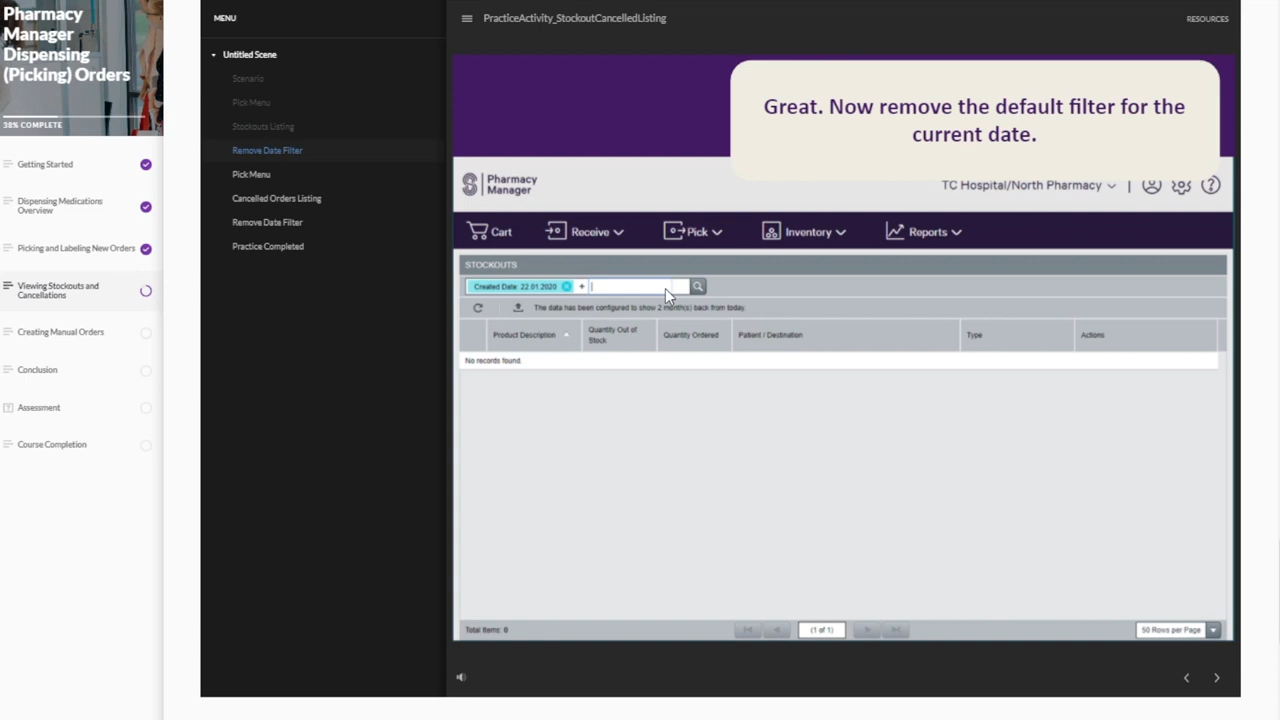 Pharmacy
Manager
Dispensing
(Picking) Orders
38% COMPLETE
Getting Started
Dispensing Medications
Overview
Picking and Labeling New Orders
Viewing Stockouts and
Cancellations
Creating Manual Orders
Conclusion
Assessment
Course Completion
MENU
Untitled Scene
Scenario
Pick Menu
Stockouts Listing
Remove Date Filter
Pick Menu
Cancelled Orders Listing
Remove Date Filter
Practice Completed
PracticeActivity_StockoutCancelledListing
RESOURCES
Great. Now remove the default filter for the
current date.
Pharmacy
Manager
TC Hospital/North Pharmacy
Cart
Receive
Pick
Inventory
Reports
STOCKOUTS
Created Date: 22.01.2020
+
The data has been configured to show 2 month(s) back from today.
Product Description
Quantity Out of
Stock
Quantity Ordered
Patient / Destination
Type
Actions
No records found.
Total Items: 0
(1 of 1)
50 Rows per Page